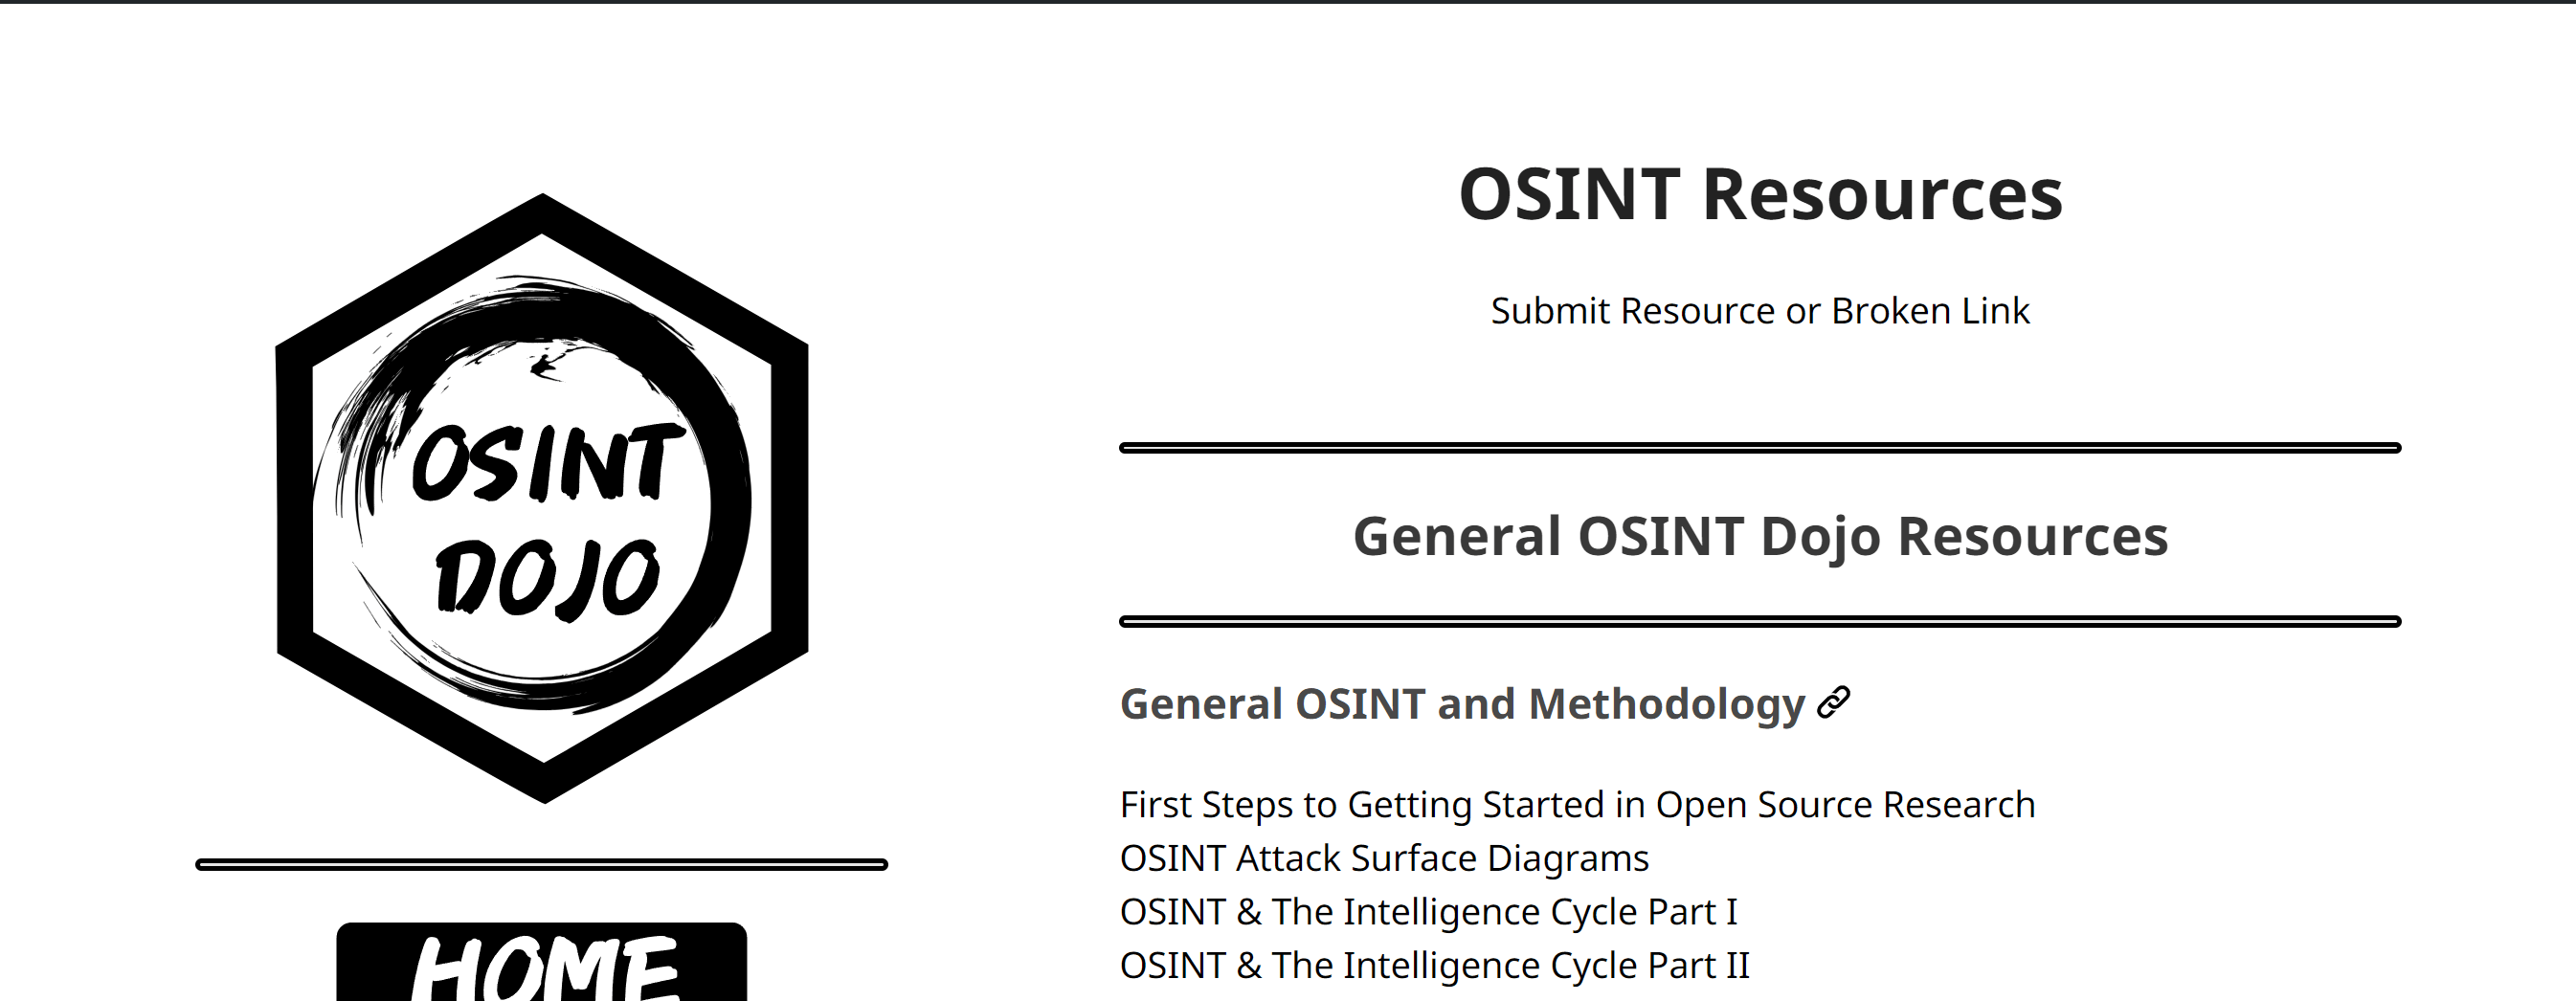 OSINT
DOJO
HOME
OSINT Resources
Submit Resource or Broken Link
General OSINT Dojo Resources
General OSINT and Methodology
First Steps to Getting Started in Open Source Research
OSINT Attack Surface Diagrams
OSINT & The Intelligence Cycle Part I
OSINT & The Intelligence Cycle Part II